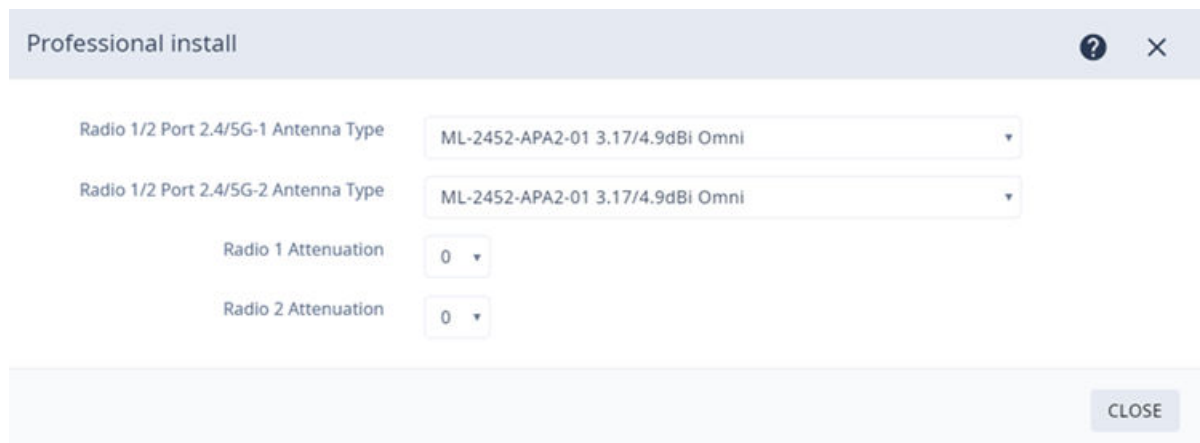 Professional install
Radio 1/2 Port 2.4/5G-1 Antenna Type ML-2452-APA2-01 3.17/4.9dBi Omni
Radio 1/2 Port 2.4/5G-2 Antenna Type ML-2452-APA2-01 3.17/4.9dBi Omni
Radio 1 Attenuation 0
Radio 2 Attenuation 0
CLOSE